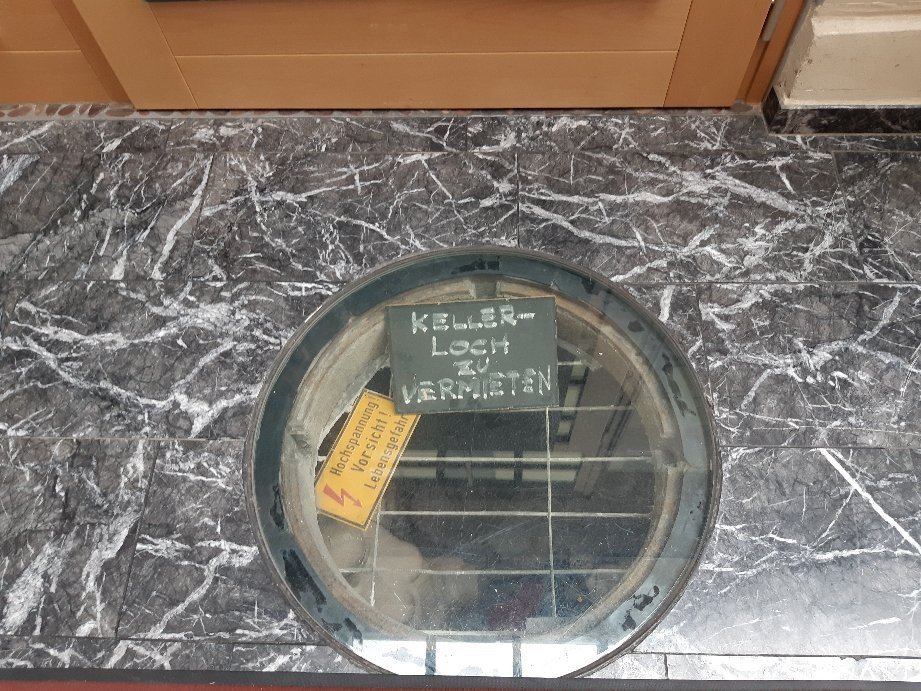 KELLER-
LOCH
ZU
VERMIETEN
Hochspannung!
Vorsicht!
Lebensgefahr